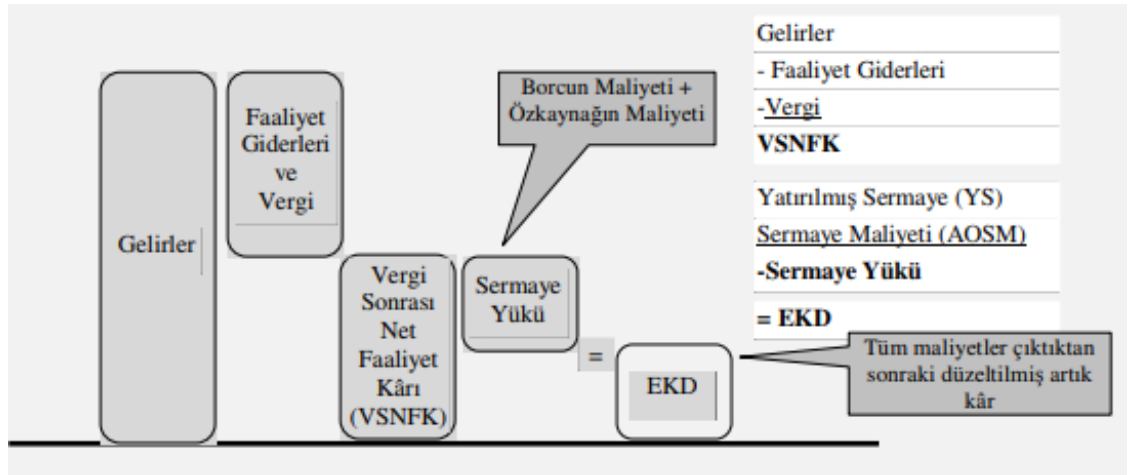 Gelirler
Faaliyet
Giderleri
ve
Vergi
Vergi
Sonrası
Net
Faaliyet
Kârı
(VSNFK)
Sermaye
Yükü
=
EKD
Borcun Maliyeti +
Özkaynağın Maliyeti
Gelirler
- Faaliyet Giderleri
-Vergi
VSNFK
Yatırılmış Sermaye (YS)
Sermaye Maliyeti (AOSM)
-Sermaye Yükü
= EKD
Tüm maliyetler çıktıktan
sonraki düzeltilmiş artık
kâr